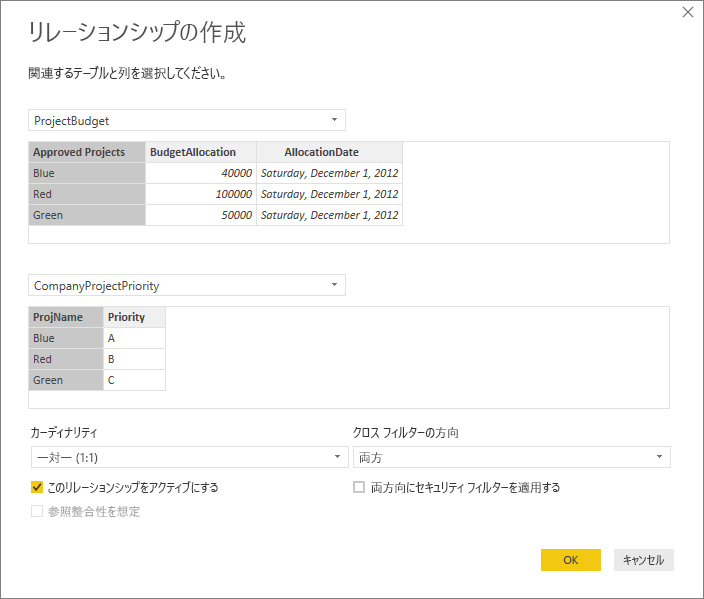 リレーションシップの作成
関連するテーブルと列を選択してください。
ProjectBudget
Approved Projects BudgetAllocation AllocationDate
Blue 40000 Saturday, December 1, 2012
Red 100000 Saturday, December 1, 2012
Green 50000 Saturday, December 1, 2012
CompanyProjectPriority
ProjName Priority
Blue A
Red B
Green C
カーディナリティ クロス フィルターの方向
一対一 (1:1) 両方
このリレーションシップをアクティブにする 両方向にセキュリティ フィルターを適用する
参照整合性を想定
OK キャンセル